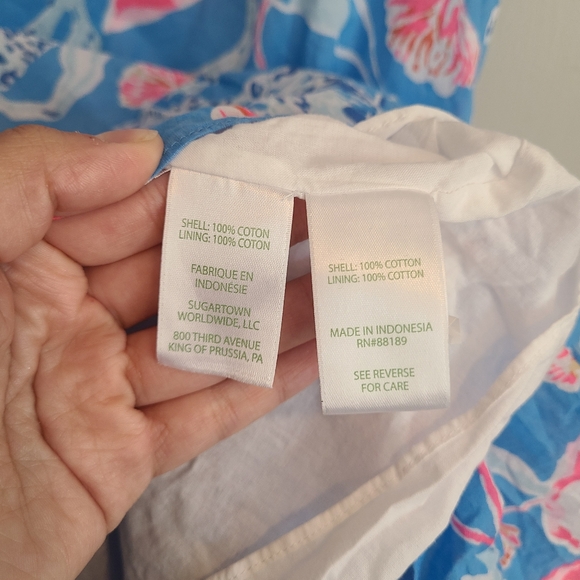 SHELL: 100% COTON
LINING: 100% COTON
FABRIQUE EN
INDONÉSIE
SUGARTOWN
WORLDWIDE, LLC
800 THIRD AVENUE
KING OF PRUSSIA, PA
SHELL: 100% COTTON
LINING: 100% COTTON
MADE IN INDONESIA
RN#88189
SEE REVERSE
FOR CARE